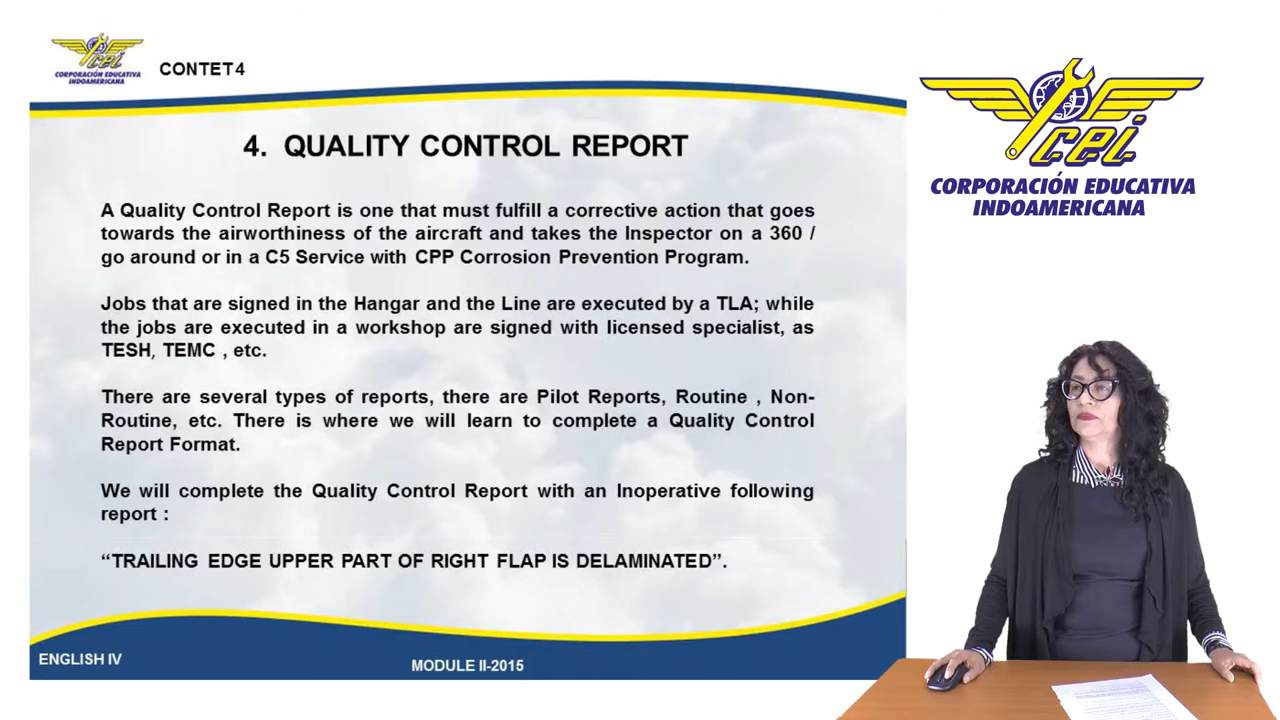 cei
CORPORACIÓN EDUCATIVA
INDOAMERICANA
CONTET 4
4. QUALITY CONTROL REPORT
A Quality Control Report is one that must fulfill a corrective action that goes
towards the airworthiness of the aircraft and takes the Inspector on a 360 /
go around or in a C5 Service with CPP Corrosion Prevention Program.
Jobs that are signed in the Hangar and the Line are executed by a TLA; while
the jobs are executed in a workshop are signed with licensed specialist, as
TESH, TEMC , etc.
There are several types of reports, there are Pilot Reports, Routine , Non-
Routine, etc. There is where we will learn to complete a Quality Control
Report Format.
We will complete the Quality Control Report with an Inoperative following
report :
“TRAILING EDGE UPPER PART OF RIGHT FLAP IS DELAMINATED”.
ENGLISH IV
MODULE II-2015
cei
CORPORACIÓN EDUCATIVA
INDOAMERICANA